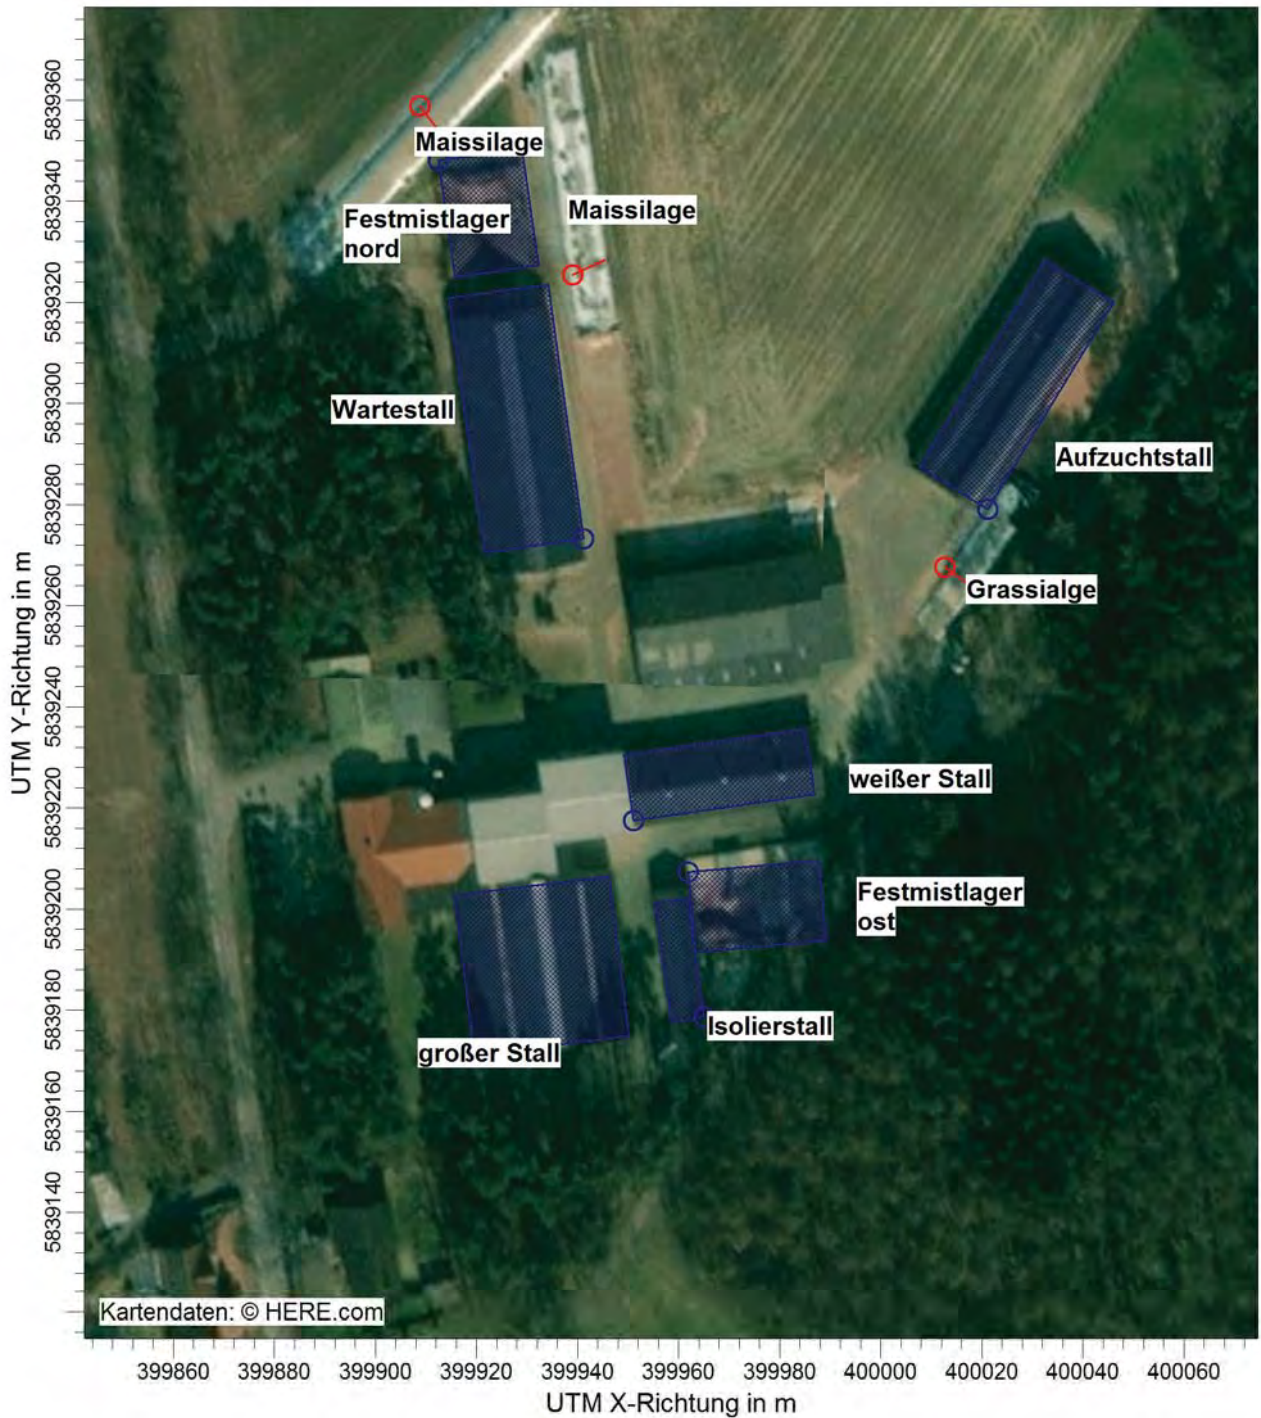 Maissilage
Festmistlager
nord
Maissilage
Wartestall
Aufzuchtstall
Grassialge
weißer Stall
Festmistlager
ost
Isolierstall
großer Stall
Kartendaten: © HERE.com
UTM Y-Richtung in m
5839360
5839340
5839320
5839300
5839280
5839260
5839240
5839220
5839200
5839180
5839160
5839140
399860 399880 399900 399920 399940 399960 399980 400000 400020 400040 400060
UTM X-Richtung in m